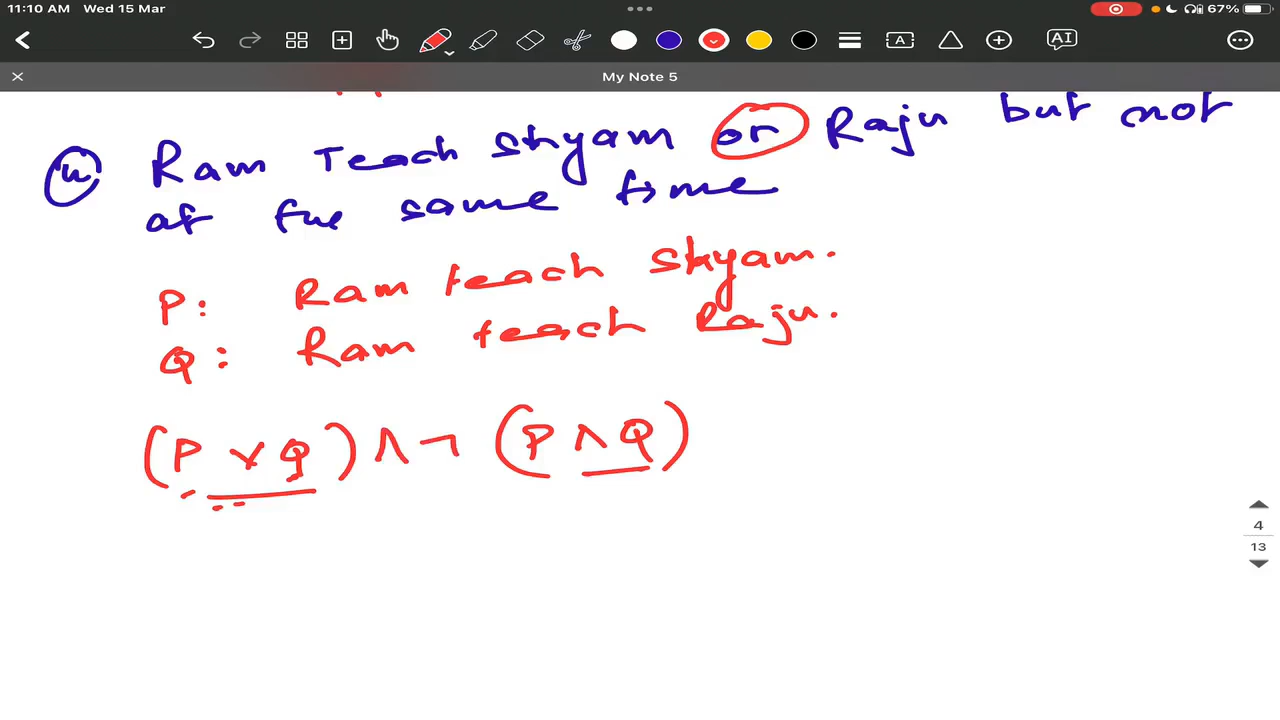 11:10 AM Wed 15 Mar
67%
A
AI
My Note 5
Ram Teach Shyam or Raju but not
at the same time
P: Ram teach Shyam.
Q: Ram teach Raju.
(P ∨ Q) ∧ ¬ (P ∧ Q)
4
13